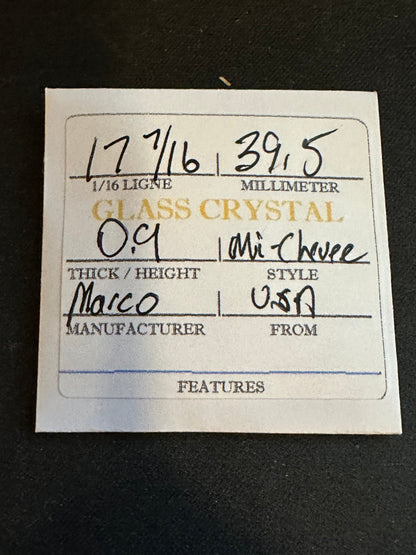 17 7/16 39.5
1/16 LIGNE MILLIMETER
GLASS CRYSTAL
0.9 Mi-Chevee
THICK / HEIGHT STYLE
Marco USA
MANUFACTURER FROM
FEATURES